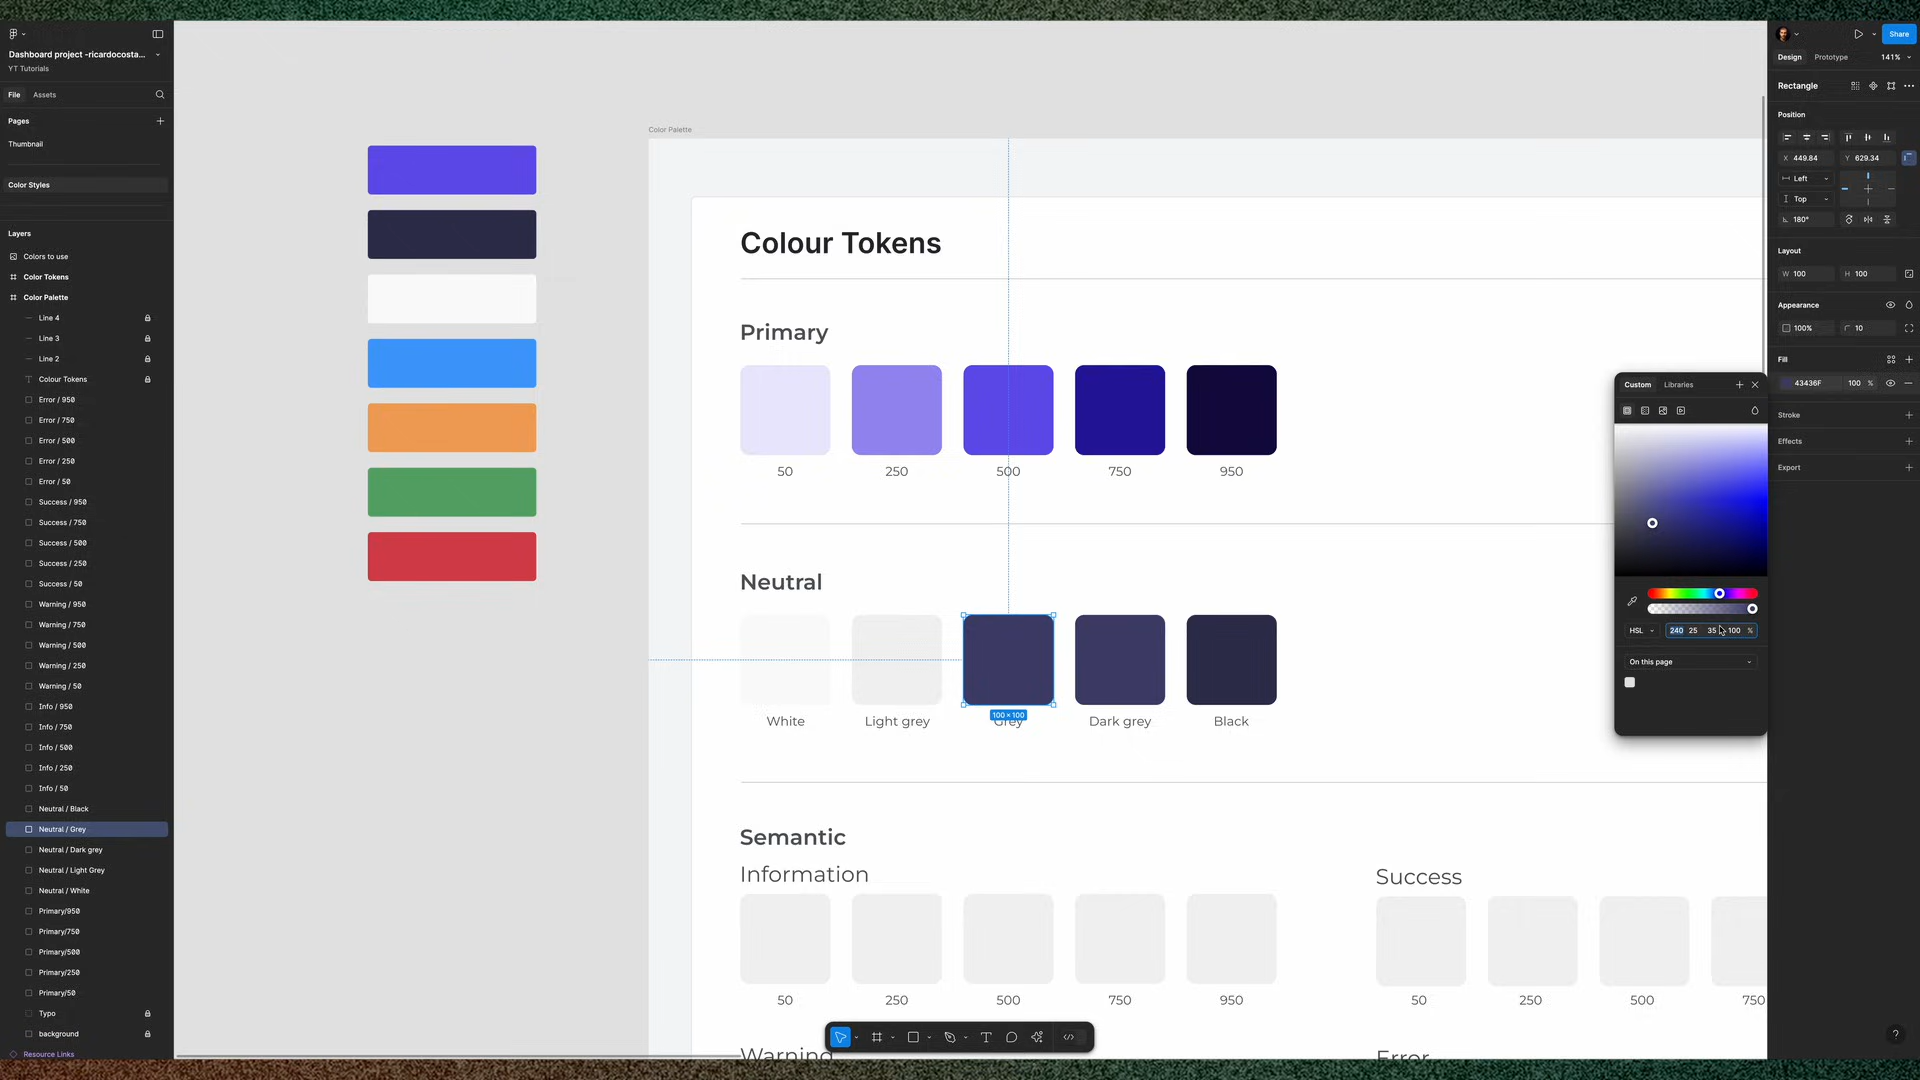 Dashboard project -ricardocosta...
YT Tutorials
File
Assets
Pages
Thumbnail
Color Styles
Layers
Colors to use
Color Tokens
Color Palette
Line 4
Line 3
Line 2
Colour Tokens
Error / 950
Error / 750
Error / 500
Error / 250
Error / 50
Success / 950
Success / 750
Success / 500
Success / 250
Success / 50
Warning / 950
Warning / 750
Warning / 500
Warning / 250
Warning / 50
Info / 950
Info / 750
Info / 500
Info / 250
Info / 50
Neutral / Black
Neutral / Grey
Neutral / Dark grey
Neutral / Light Grey
Neutral / White
Primary/950
Primary/750
Primary/500
Primary/250
Primary/50
Typo
background
Resource Links
Color Palette
Colour Tokens
Primary
50 250 500 750 950
Neutral
100 × 100
White Light grey Grey Dark grey Black
Semantic
Information
50 250 500 750 950
Success
50 250 500 750
Warning
Error
Custom
Libraries
HSL 240 25 35 100 %
On this page
Share
Design
Prototype
141%
Rectangle
Position
X 449.84 Y 629.34
Left
Top
180°
Layout
W 100 H 100
Appearance
100% 10
Fill
43436F 100 %
Stroke
Effects
Export
?